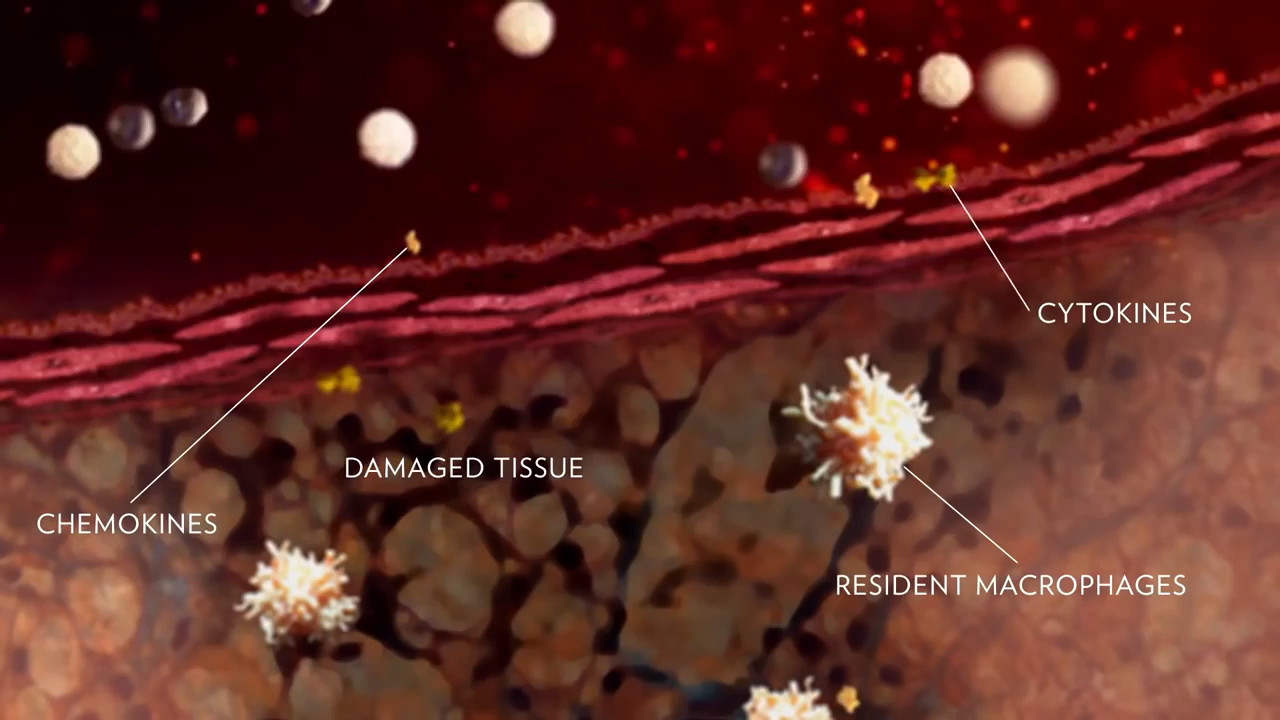 CYTOKINES
DAMAGED TISSUE
CHEMOKINES
RESIDENT MACROPHAGES